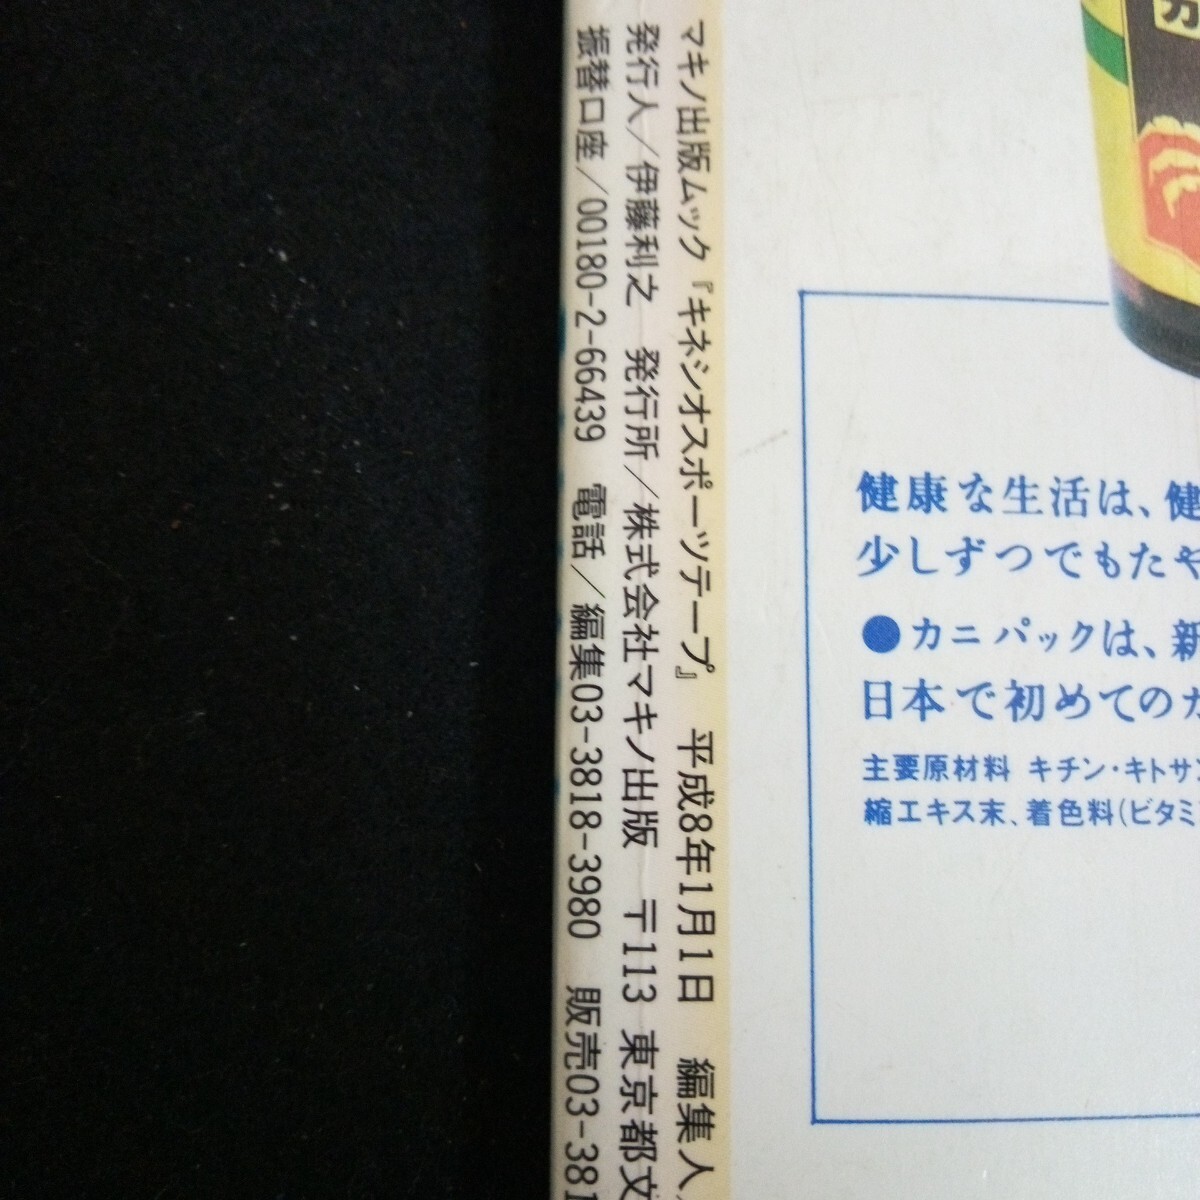 マキノ出版ムック『キネシオスポーツテープ』 平成8年1月1日 編集人/
発行人/伊藤利之 発行所/株式会社マキノ出版 〒113 東京都文
振替口座/00180-2-66439 電話/編集03-3818-3980 販売03-381
カ
健康な生活は、健
少しずつでもたや
●カニパックは、新
日本で初めてのカ
主要原材料 キチン・キトサン
縮エキス末、着色料(ビタミ